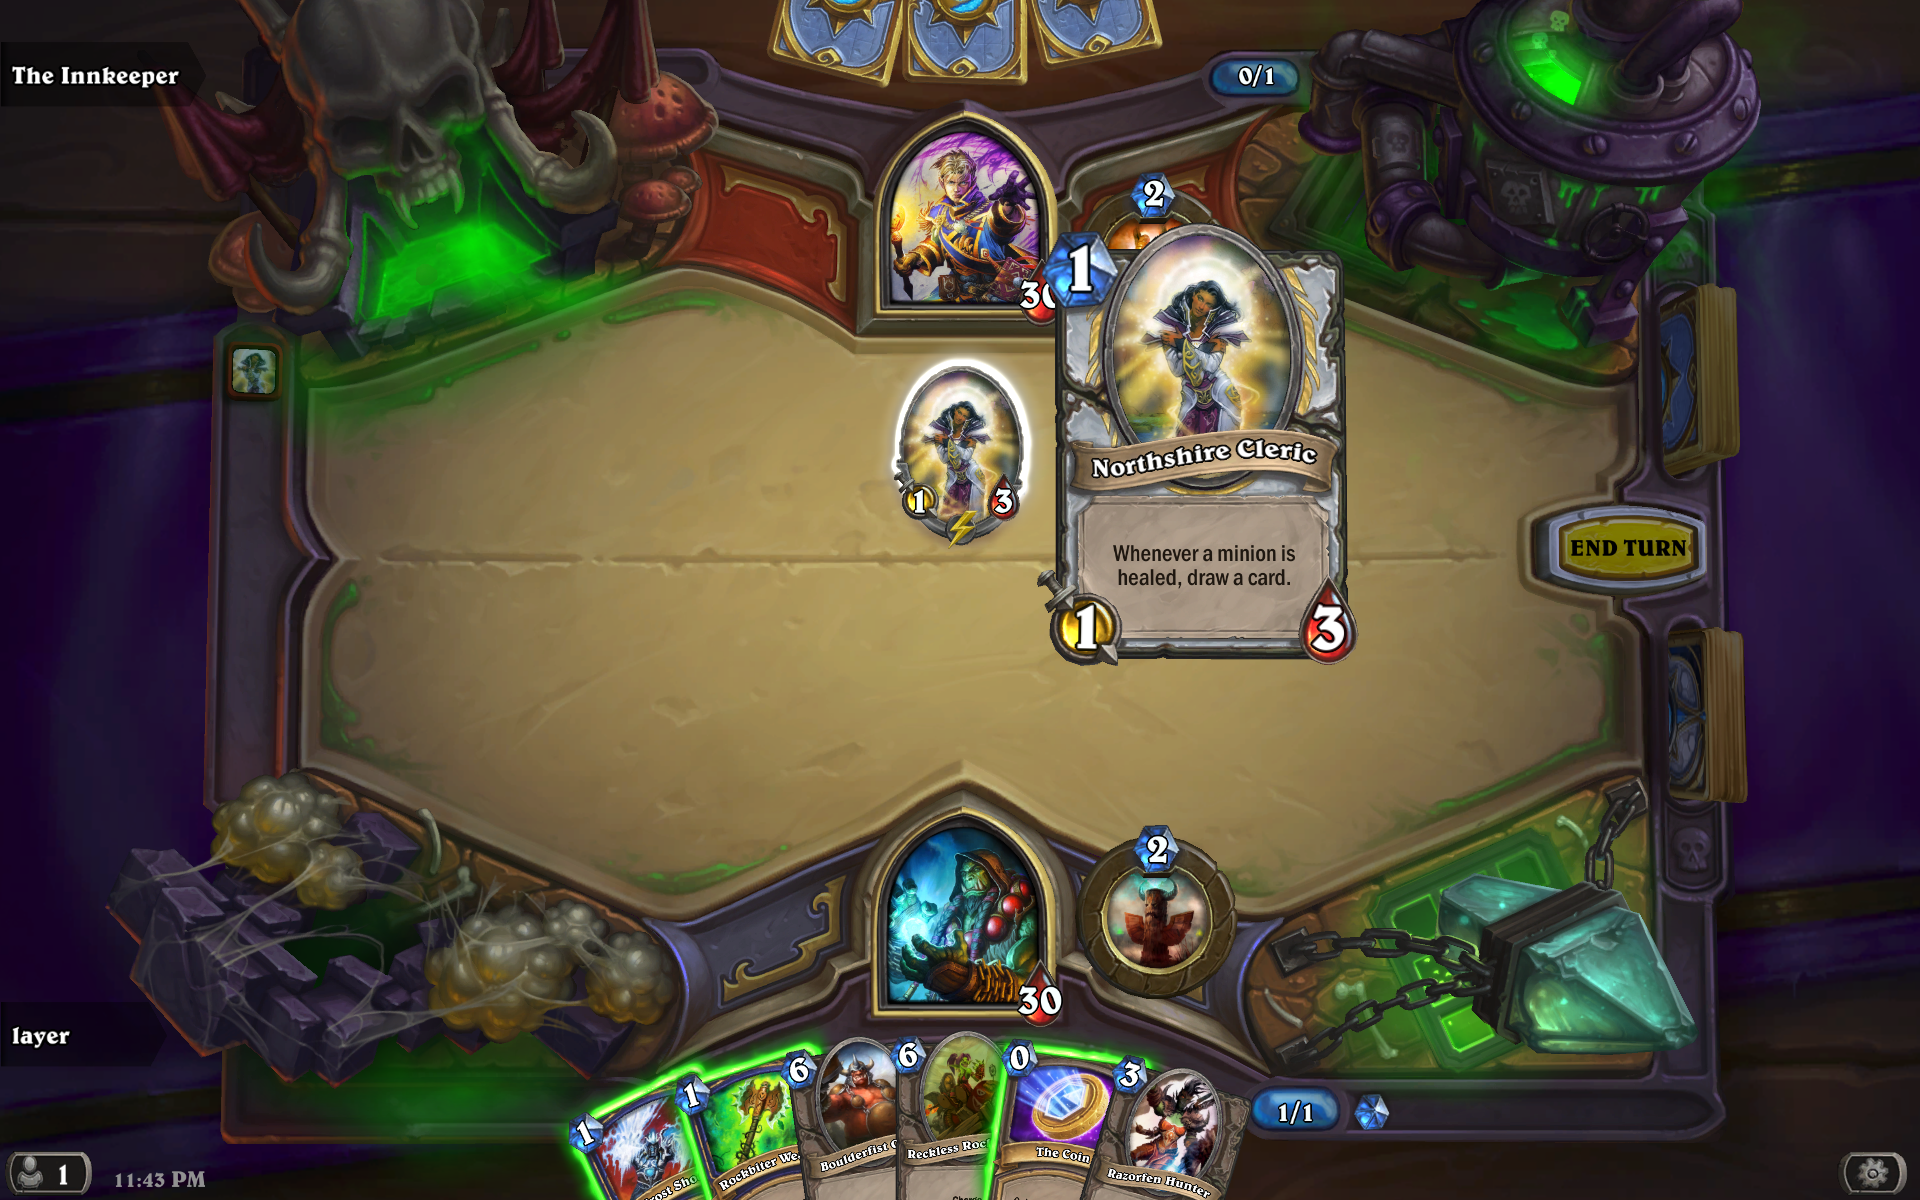 The Innkeeper
0/1
2
30
1
Northshire Cleric
Whenever a minion is
healed, draw a card.
1
3
1
3
END TURN
2
30
layer
1
rost Sho
1
Rockbiter We
6
Boulderfist
6
Reckless Roc
0
The Coin
3
Razorfen Hunter
1/1
1
11:43 PM